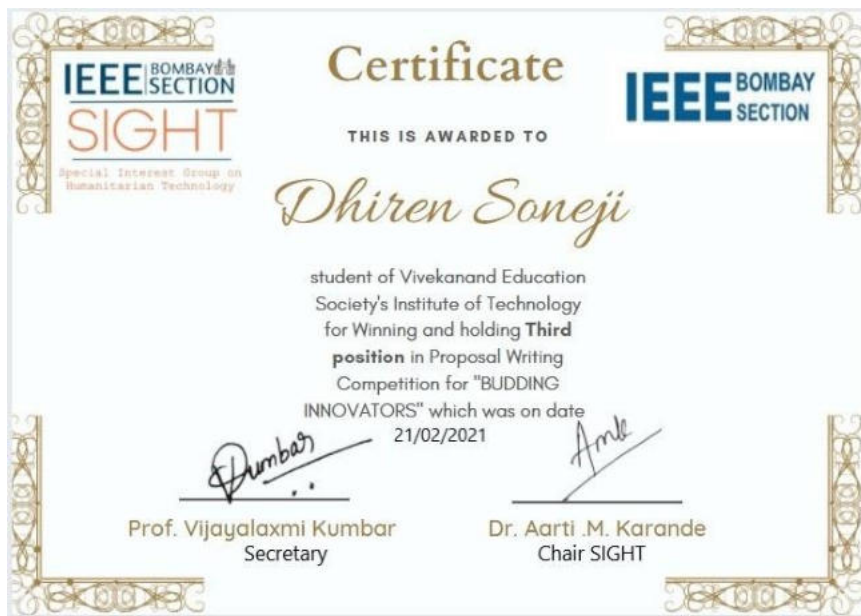 IEEE BOMBAY SECTION
SIGHT
Special Interest Group on
Humanitarian Technology
Certificate
IEEE BOMBAY SECTION
THIS IS AWARDED TO
Dhiren Soneji
student of Vivekanand Education
Society's Institute of Technology
for Winning and holding Third
position in Proposal Writing
Competition for "BUDDING
INNOVATORS" which was on date
21/02/2021
Prof. Vijayalaxmi Kumbar
Secretary
Dr. Aarti .M. Karande
Chair SIGHT